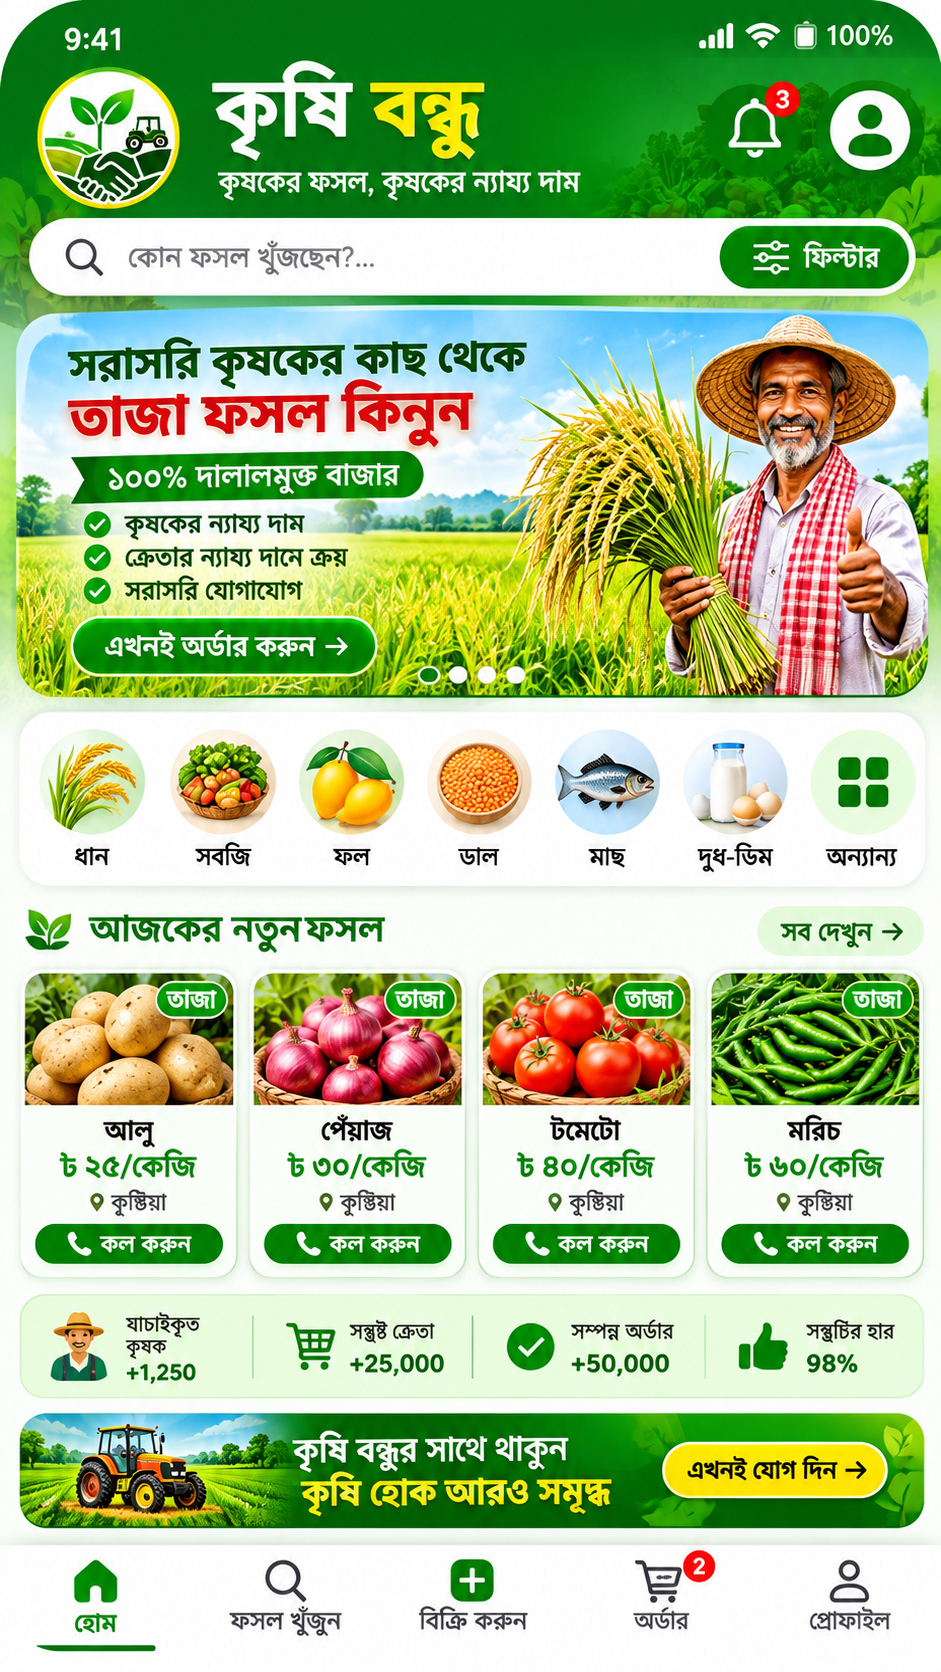 9:41
100%
কৃষি বন্ধু
3
কৃষকের ফসল, কৃষকের ন্যায্য দাম
কোন ফসল খুঁজছেন?...
ফিল্টার
সরাসরি কৃষকের কাছ থেকে
তাজা ফসল কিনুন
১০০% দালালমুক্ত বাজার
কৃষকের ন্যায্য দাম
ক্রেতার ন্যায্য দামে ক্রয়
সরাসরি যোগাযোগ
এখনই অর্ডার করুন →
ধান
সবজি
ফল
ডাল
মাছ
দুধ-ডিম
অন্যান্য
আজকের নতুন ফসল
সব দেখুন →
তাজা
তাজা
তাজা
তাজা
আলু
পেঁয়াজ
টমেটো
মরিচ
৳ ২৫/কেজি
৳ ৩০/কেজি
৳ ৪০/কেজি
৳ ৬০/কেজি
কুষ্টিয়া
কুষ্টিয়া
কুষ্টিয়া
কুষ্টিয়া
কল করুন
কল করুন
কল করুন
কল করুন
যাচাইকৃত
কৃষক
+1,250
সন্তুষ্ট ক্রেতা
+25,000
সম্পন্ন অর্ডার
+50,000
সন্তুষ্টির হার
98%
কৃষি বন্ধুর সাথে থাকুন
কৃষি হোক আরও সমৃদ্ধ
এখনই যোগ দিন →
হোম
ফসল খুঁজুন
বিক্রি করুন
2
অর্ডার
প্রোফাইল